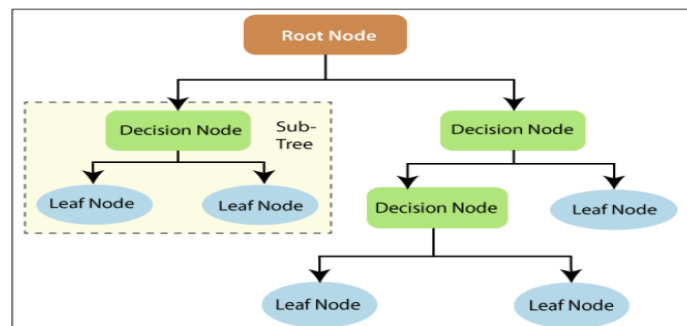 Root Node
Decision Node
Sub-
Tree
Decision Node
Leaf Node
Leaf Node
Decision Node
Leaf Node
Leaf Node
Leaf Node